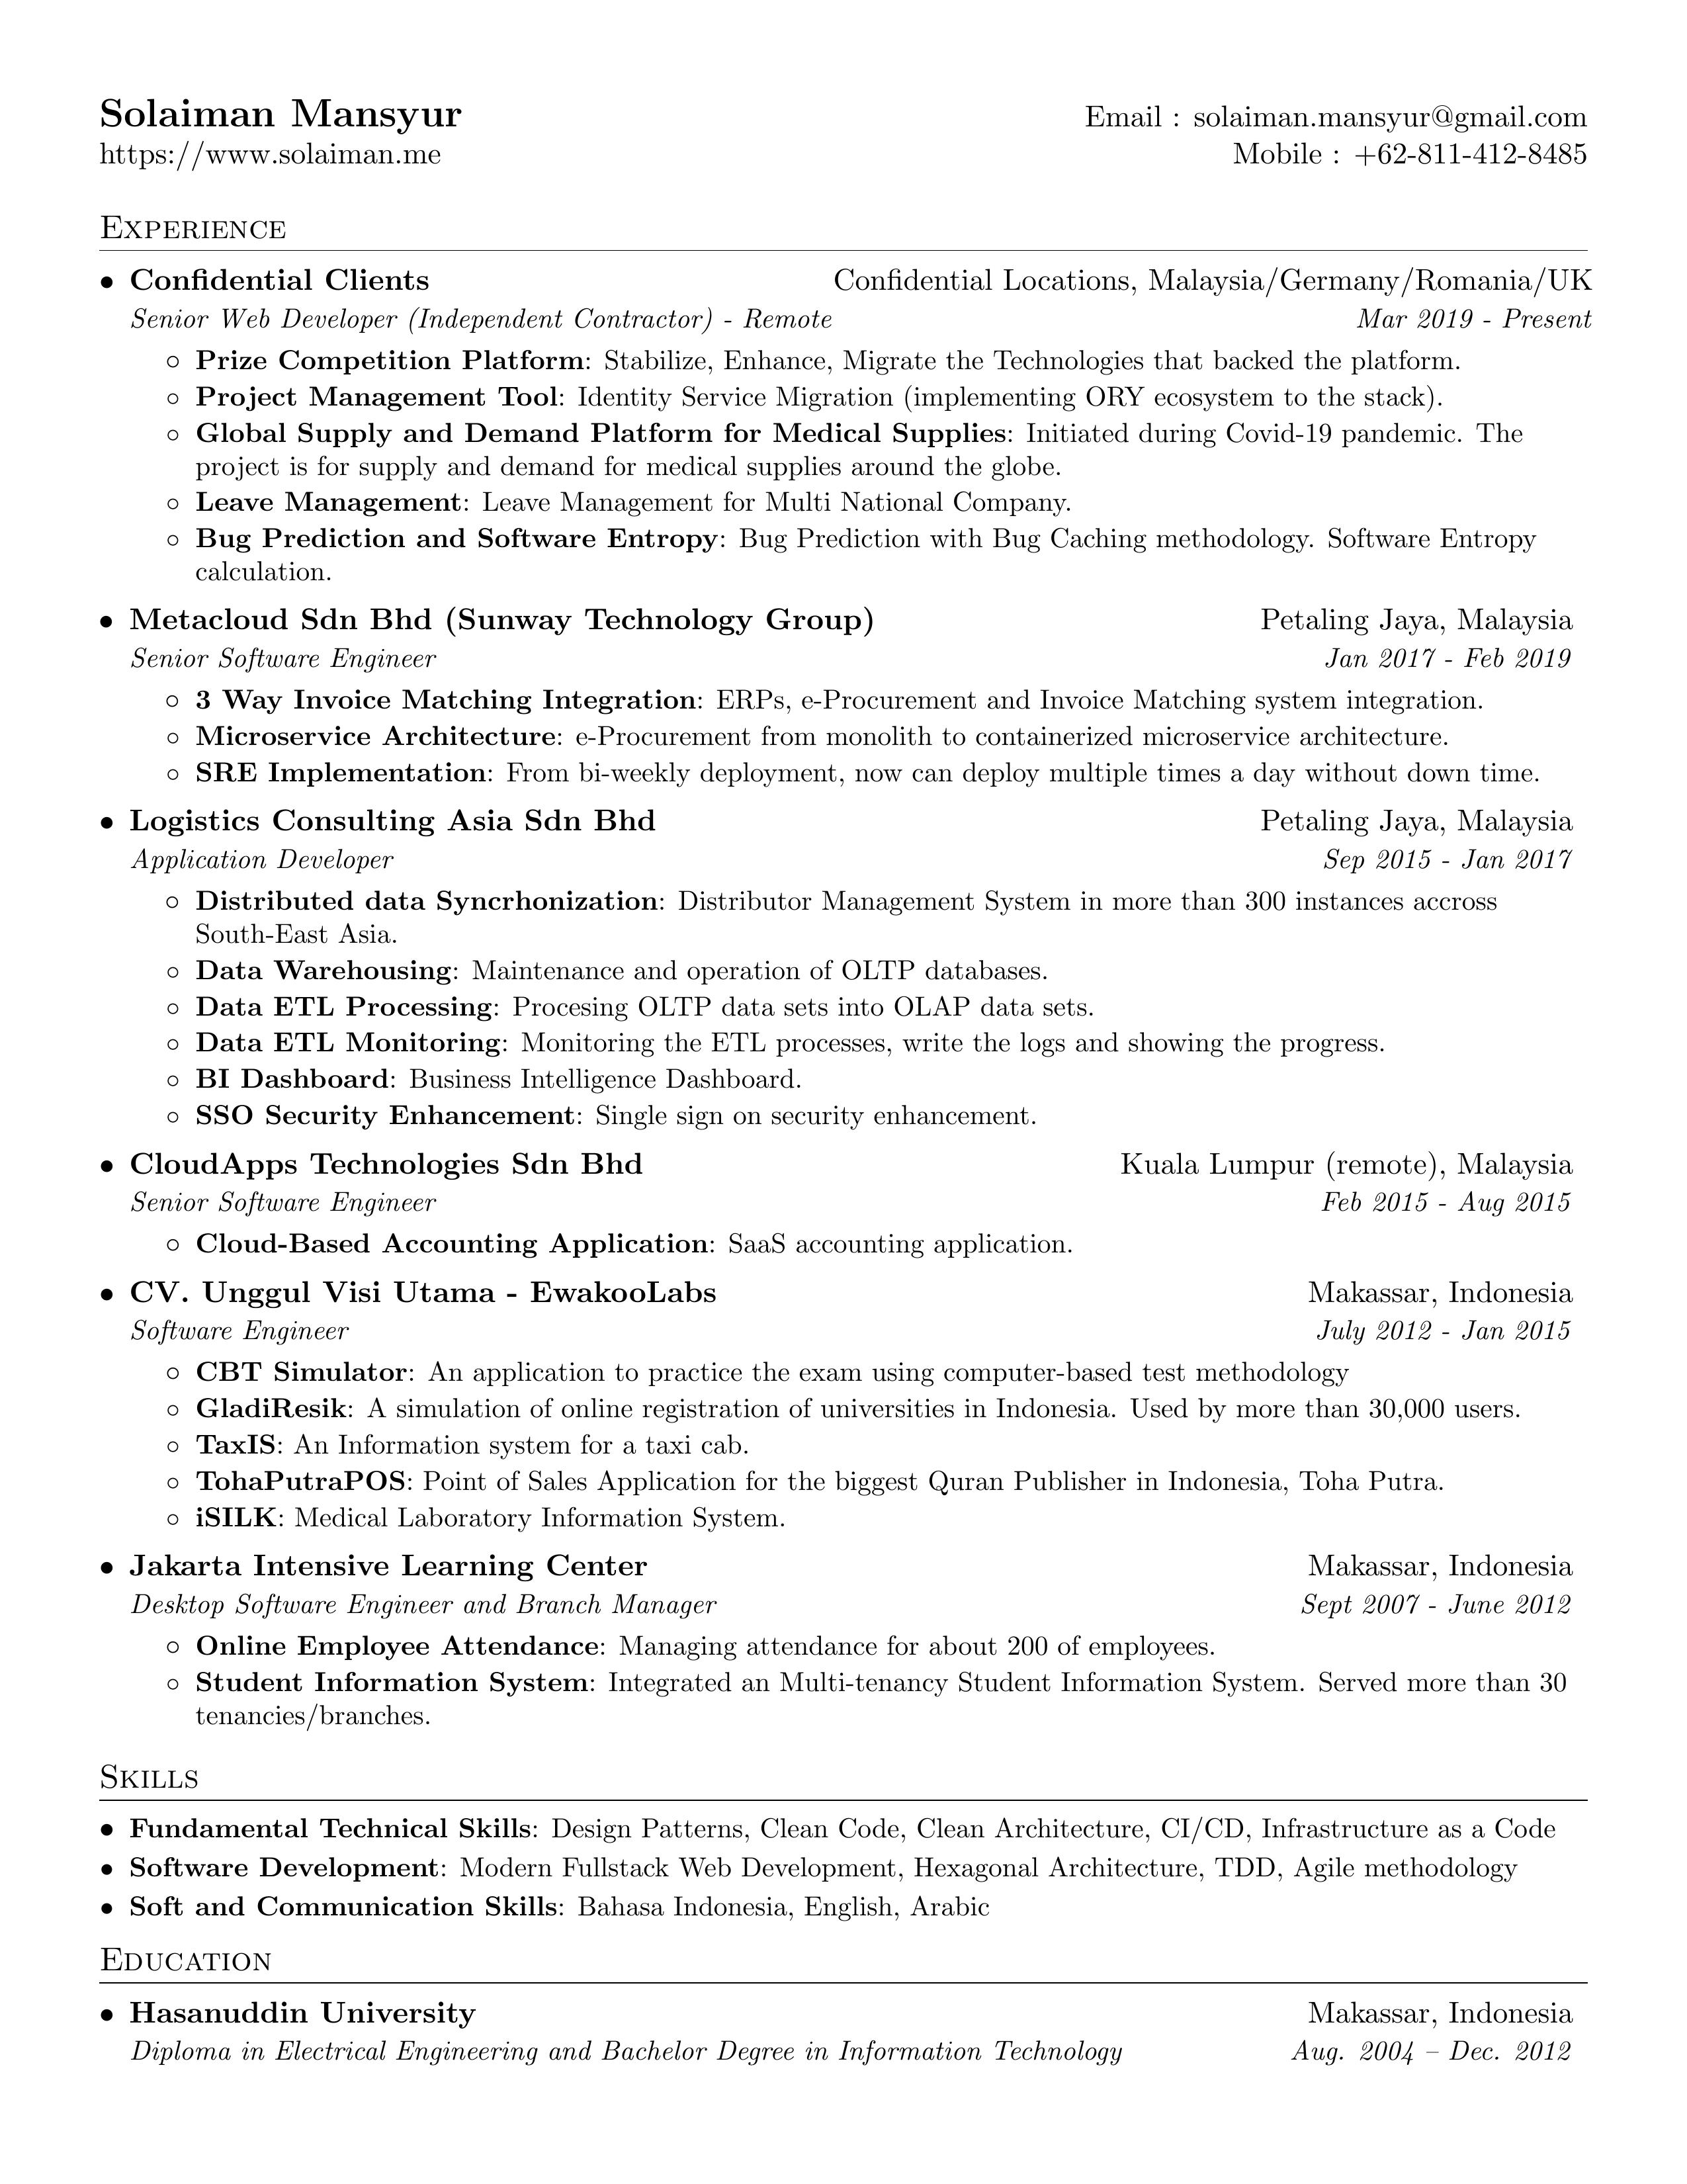 Solaiman Mansyur
Email : solaiman.mansyur@gmail.com
https://www.solaiman.me
Mobile : +62-811-412-8485
Experience
• Confidential Clients
Confidential Locations, Malaysia/Germany/Romania/UK
Senior Web Developer (Independent Contractor) - Remote
Mar 2019 - Present
◦ Prize Competition Platform: Stabilize, Enhance, Migrate the Technologies that backed the platform.
◦ Project Management Tool: Identity Service Migration (implementing ORY ecosystem to the stack).
◦ Global Supply and Demand Platform for Medical Supplies: Initiated during Covid-19 pandemic. The
project is for supply and demand for medical supplies around the globe.
◦ Leave Management: Leave Management for Multi National Company.
◦ Bug Prediction and Software Entropy: Bug Prediction with Bug Caching methodology. Software Entropy
calculation.
• Metacloud Sdn Bhd (Sunway Technology Group)
Petaling Jaya, Malaysia
Senior Software Engineer
Jan 2017 - Feb 2019
◦ 3 Way Invoice Matching Integration: ERPs, e-Procurement and Invoice Matching system integration.
◦ Microservice Architecture: e-Procurement from monolith to containerized microservice architecture.
◦ SRE Implementation: From bi-weekly deployment, now can deploy multiple times a day without down time.
• Logistics Consulting Asia Sdn Bhd
Petaling Jaya, Malaysia
Application Developer
Sep 2015 - Jan 2017
◦ Distributed data Syncrhonization: Distributor Management System in more than 300 instances accross
South-East Asia.
◦ Data Warehousing: Maintenance and operation of OLTP databases.
◦ Data ETL Processing: Procesing OLTP data sets into OLAP data sets.
◦ Data ETL Monitoring: Monitoring the ETL processes, write the logs and showing the progress.
◦ BI Dashboard: Business Intelligence Dashboard.
◦ SSO Security Enhancement: Single sign on security enhancement.
• CloudApps Technologies Sdn Bhd
Kuala Lumpur (remote), Malaysia
Senior Software Engineer
Feb 2015 - Aug 2015
◦ Cloud-Based Accounting Application: SaaS accounting application.
• CV. Unggul Visi Utama - EwakooLabs
Makassar, Indonesia
Software Engineer
July 2012 - Jan 2015
◦ CBT Simulator: An application to practice the exam using computer-based test methodology
◦ GladiResik: A simulation of online registration of universities in Indonesia. Used by more than 30,000 users.
◦ TaxIS: An Information system for a taxi cab.
◦ TohaPutraPOS: Point of Sales Application for the biggest Quran Publisher in Indonesia, Toha Putra.
◦ iSILK: Medical Laboratory Information System.
• Jakarta Intensive Learning Center
Makassar, Indonesia
Desktop Software Engineer and Branch Manager
Sept 2007 - June 2012
◦ Online Employee Attendance: Managing attendance for about 200 of employees.
◦ Student Information System: Integrated an Multi-tenancy Student Information System. Served more than 30
tenancies/branches.
Skills
• Fundamental Technical Skills: Design Patterns, Clean Code, Clean Architecture, CI/CD, Infrastructure as a Code
• Software Development: Modern Fullstack Web Development, Hexagonal Architecture, TDD, Agile methodology
• Soft and Communication Skills: Bahasa Indonesia, English, Arabic
Education
• Hasanuddin University
Makassar, Indonesia
Diploma in Electrical Engineering and Bachelor Degree in Information Technology
Aug. 2004 – Dec. 2012